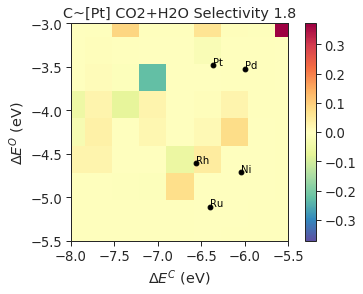 C~[Pt] CO2+H2O Selectivity 1.8
−3.0
−3.5
−4.0
−4.5
−5.0
−5.5
ΔE^O (eV)
Pt
Pd
Rh
Ni
Ru
−8.0 −7.5 −7.0 −6.5 −6.0 −5.5
ΔE^C (eV)
0.3
0.2
0.1
0.0
−0.1
−0.2
−0.3